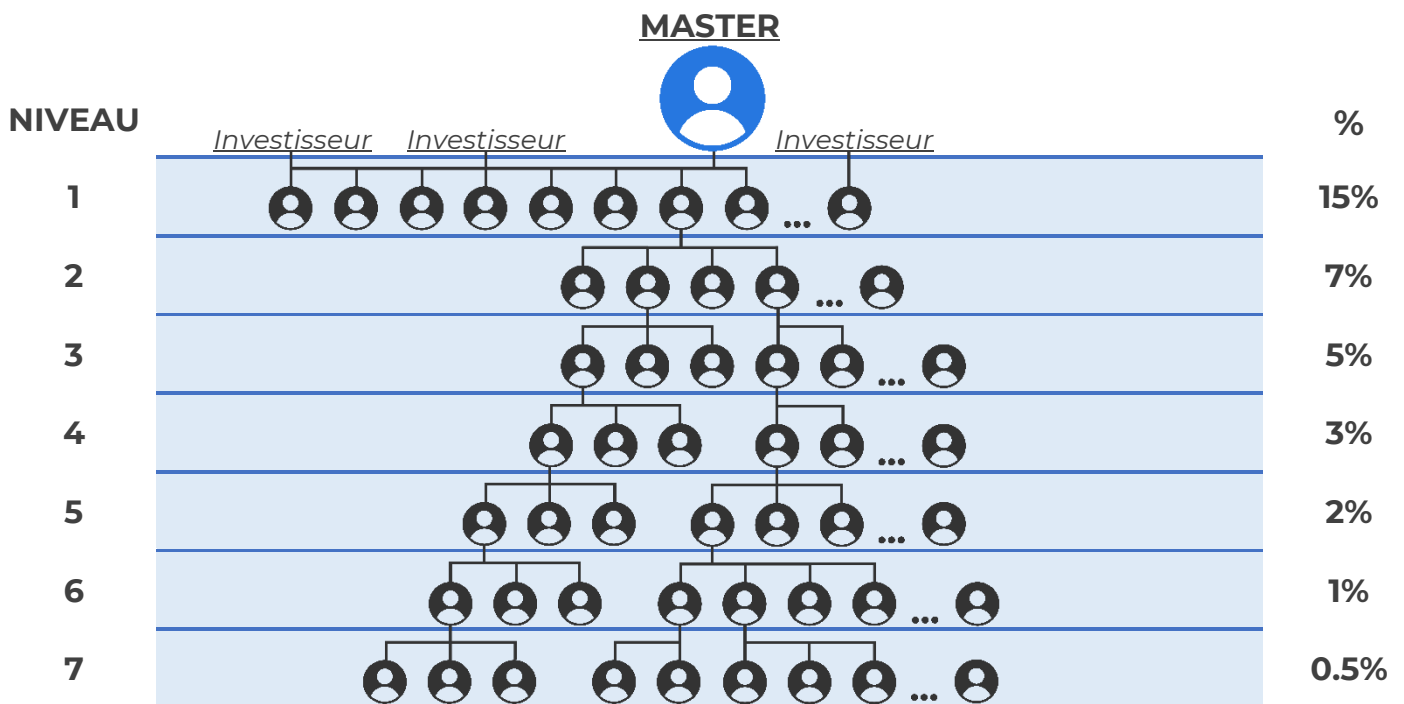 MASTER
NIVEAU
Investisseur Investisseur Investisseur
%
1 ... 15%
2 ... 7%
3 ... 5%
4 ... 3%
5 ... 2%
6 ... 1%
7 ... 0.5%